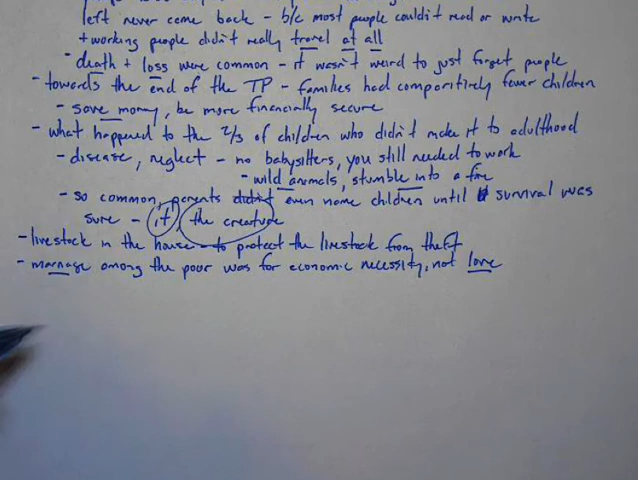 left never come back - b/c most people couldn't read or write
+ working people didn't really travel at all
- death + loss were common - it wasn't weird to just forget people
- towards the end of the TP - families had comparitively fewer children
- save money, be more financially secure
- what happened to the 2/3 of children who didn't make it to adulthood
- disease, neglect - no babysitters, you still needed to work
- wild animals, stumble into a fire
- so common, parents didn't even name children until survival was
sure - it, the creature
- livestock in the house - to protect the livestock from theft
- marriage among the poor was for economic necessity, not love